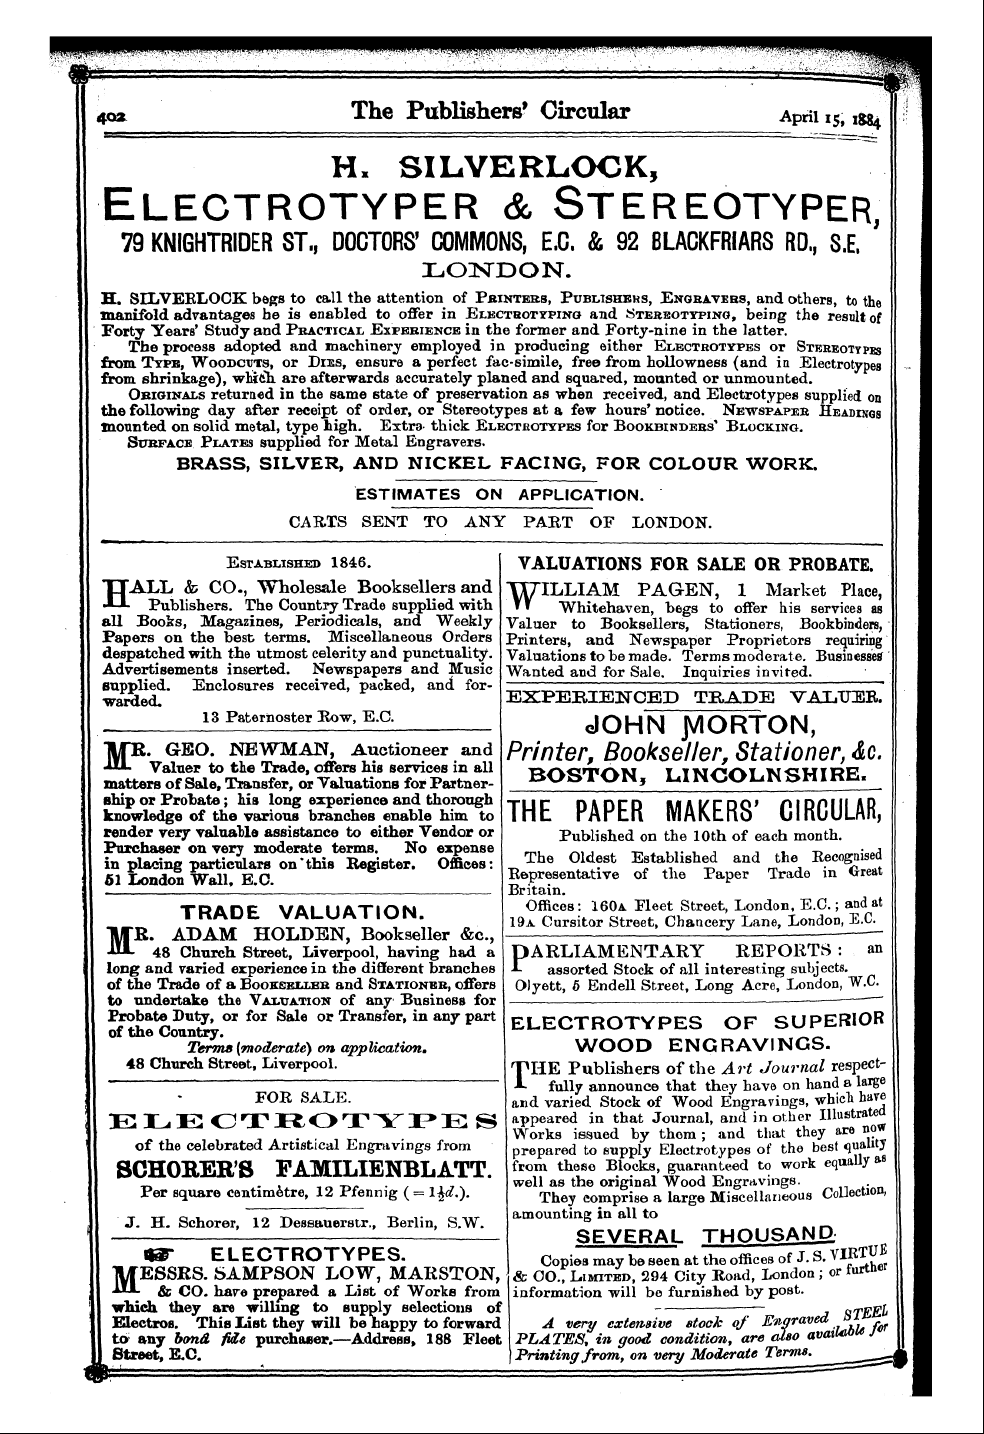 402 The Publishers' Circular April 15, 1884
H. SILVERLOCK,
ELECTROTYPER & STEREOTYPER,
79 KNIGHTRIDER ST., DOCTORS' COMMONS, E.C. & 92 BLACKFRIARS RD., S.E.
LONDON.
H. SILVERLOCK begs to call the attention of PRINTERS, PUBLISHERS, ENGRAVERS, and others, to the
manifold advantages he is enabled to offer in ELECTROTYPING and STEREOTYPING, being the result of
Forty Years' Study and PRACTICAL EXPERIENCE in the former and Forty-nine in the latter.
The process adopted and machinery employed in producing either ELECTROTYPES or STEREOTYPES
from TYPE, WOODCUTS, or DIES, ensure a perfect fac-simile, free from hollowness (and in Electrotypes
from shrinkage), which are afterwards accurately planed and squared, mounted or unmounted.
ORIGINALS returned in the same state of preservation as when received, and Electrotypes supplied on
the following day after receipt of order, or Stereotypes at a few hours' notice. NEWSPAPER HEADINGS
mounted on solid metal, type high. Extra thick ELECTROTYPES for BOOKBINDERS' BLOCKING.
SURFACE PLATES supplied for Metal Engravers.
BRASS, SILVER, AND NICKEL FACING, FOR COLOUR WORK.
ESTIMATES ON APPLICATION.
CARTS SENT TO ANY PART OF LONDON.
ESTABLISHED 1846.
HALL & CO., Wholesale Booksellers and
Publishers. The Country Trade supplied with
all Books, Magazines, Periodicals, and Weekly
Papers on the best terms. Miscellaneous Orders
despatched with the utmost celerity and punctuality.
Advertisements inserted. Newspapers and Music
supplied. Enclosures received, packed, and for-
warded.
13 Paternoster Row, E.C.
MR. GEO. NEWMAN, Auctioneer and
Valuer to the Trade, offers his services in all
matters of Sale, Transfer, or Valuations for Partner-
ship or Probate; his long experience and thorough
knowledge of the various branches enable him to
render very valuable assistance to either Vendor or
Purchaser on very moderate terms. No expense
in placing particulars on this Register. Offices:
51 London Wall, E.C.
TRADE VALUATION.
MR. ADAM HOLDEN, Bookseller &c.,
48 Church Street, Liverpool, having had a
long and varied experience in the different branches
of the Trade of a BOOKSELLER and STATIONER, offers
to undertake the VALUATION of any Business for
Probate Duty, or for Sale or Transfer, in any part
of the Country.
Terms (moderate) on application.
48 Church Street, Liverpool.
FOR SALE.
ELECTROTYPES
of the celebrated Artistical Engravings from
SCHORER'S FAMILIENBLATT.
Per square centimètre, 12 Pfennig (= 1½d.).
J. H. Schorer, 12 Dessauerstr., Berlin, S.W.
☞ ELECTROTYPES.
MESSRS. SAMPSON LOW, MARSTON,
& CO. have prepared a List of Works from
which they are willing to supply selections of
Electros. This List they will be happy to forward
to any bonâ fide purchaser.—Address, 188 Fleet
Street, E.C.
VALUATIONS FOR SALE OR PROBATE.
WILLIAM PAGEN, 1 Market Place,
Whitehaven, begs to offer his services as
Valuer to Booksellers, Stationers, Bookbinders,
Printers, and Newspaper Proprietors requiring
Valuations to be made. Terms moderate. Businesses
Wanted and for Sale. Inquiries invited.
EXPERIENCED TRADE VALUER.
JOHN MORTON,
Printer, Bookseller, Stationer, &c.
BOSTON, LINCOLNSHIRE.
THE PAPER MAKERS' CIRCULAR,
Published on the 10th of each month.
The Oldest Established and the Recognised
Representative of the Paper Trade in Great
Britain.
Offices: 160A Fleet Street, London, E.C.; and at
19A Cursitor Street, Chancery Lane, London, E.C.
PARLIAMENTARY REPORTS: an
assorted Stock of all interesting subjects.
Olyett, 5 Endell Street, Long Acre, London, W.C.
ELECTROTYPES OF SUPERIOR
WOOD ENGRAVINGS.
THE Publishers of the Art Journal respect-
fully announce that they have on hand a large
and varied Stock of Wood Engravings, which have
appeared in that Journal, and in other Illustrated
Works issued by them; and that they are now
prepared to supply Electrotypes of the best quality
from these Blocks, guaranteed to work equally as
well as the original Wood Engravings.
They comprise a large Miscellaneous Collection,
amounting in all to
SEVERAL THOUSAND.
Copies may be seen at the offices of J. S. VIRTUE
& CO., LIMITED, 294 City Road, London; or further
information will be furnished by post.
A very extensive stock of Engraved STEEL
PLATES, in good condition, are also available for
Printing from, on very Moderate Terms.